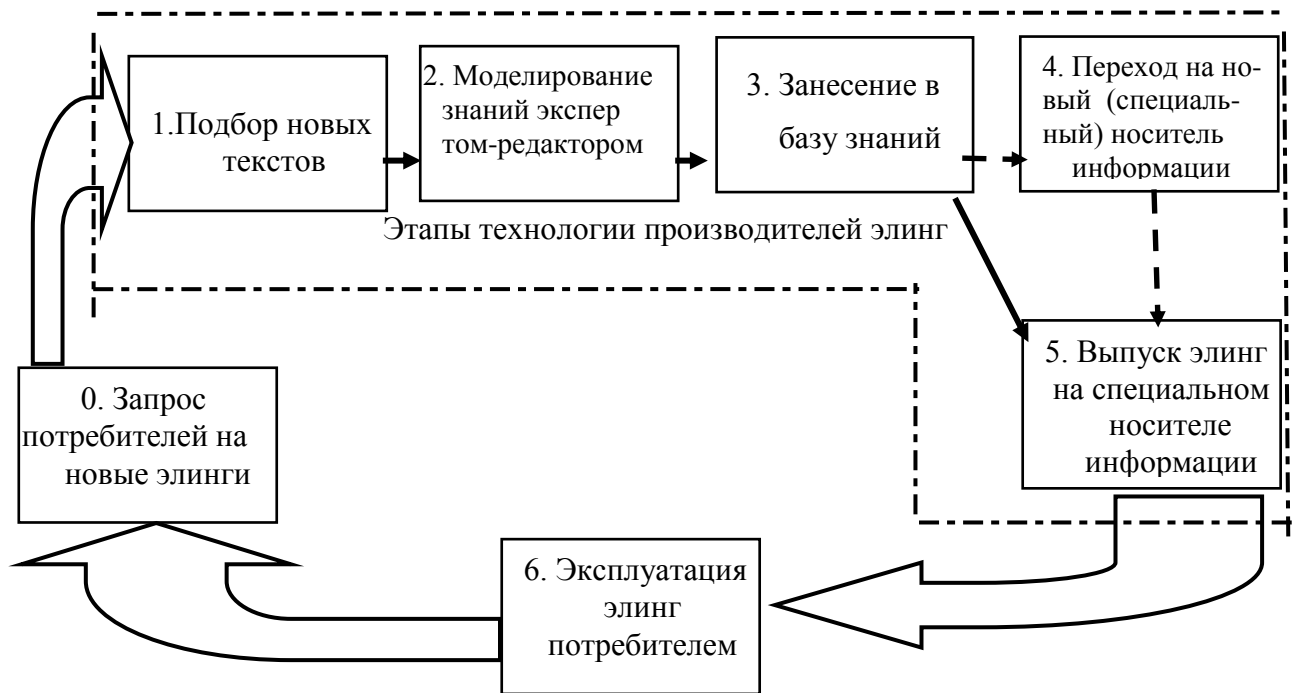 1.Подбор новых
текстов
2. Моделирование
знаний экспер
том-редактором
3. Занесение в
базу знаний
4. Переход на но-
вый (специаль-
ный) носитель
информации
Этапы технологии производителей элинг
5. Выпуск элинг
на специальном
носителе
информации
0. Запрос
потребителей на
новые элинги
6. Эксплуатация
элинг
потребителем